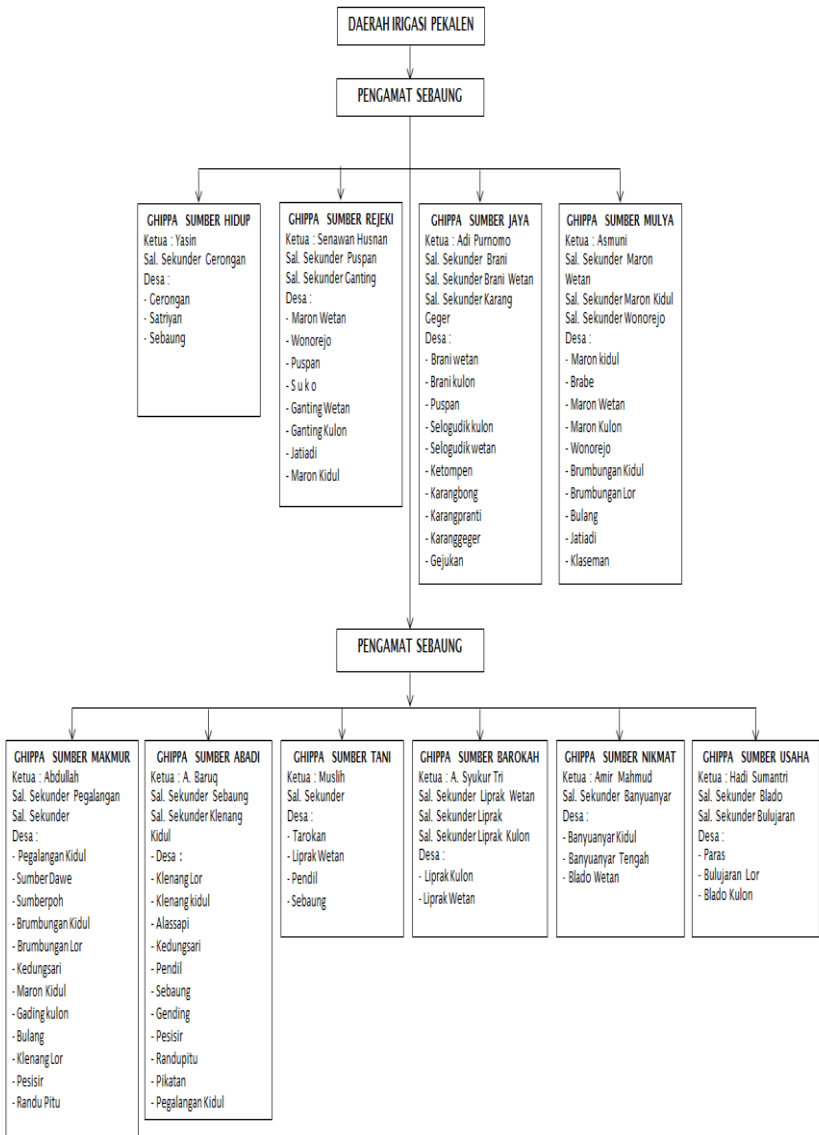 DAERAH IRIGASI PEKALEN
PENGAMAT SEBAUNG
GHIPPA SUMBER HIDUP
Ketua : Yasin
Sal. Sekunder Gerongan
Desa :
- Gerongan
- Satriyan
- Sebaung
GHIPPA SUMBER REJEKI
Ketua : Senawan Husnan
Sal. Sekunder Puspan
Sal. Sekunder Ganting
Desa :
- Maron Wetan
- Wonorejo
- Puspan
- S u k o
- Ganting Wetan
- Ganting Kulon
- Jatiadi
- Maron Kidul
GHIPPA SUMBER JAYA
Ketua : Adi Purnomo
Sal. Sekunder Brani
Sal. Sekunder Brani Wetan
Sal. Sekunder Karang
Geger
Desa :
- Brani wetan
- Brani kulon
- Puspan
- Selogudik kulon
- Selogudik wetan
- Ketompen
- Karangbong
- Karangpranti
- Karanggeger
- Gejukan
GHIPPA SUMBER MULYA
Ketua : Asmuni
Sal. Sekunder Maron
Wetan
Sal. Sekunder Maron Kidul
Sal. Sekunder Wonorejo
Desa :
- Maron kidul
- Brabe
- Maron Wetan
- Maron Kulon
- Wonorejo
- Brumbungan Kidul
- Brumbungan Lor
- Bulang
- Jatiadi
- Klaseman
PENGAMAT SEBAUNG
GHIPPA SUMBER MAKMUR
Ketua : Abdullah
Sal. Sekunder Pegalangan
Sal. Sekunder
Desa :
- Pegalangan Kidul
- Sumber Dawe
- Sumberpoh
- Brumbungan Kidul
- Brumbungan Lor
- Kedungsari
- Maron Kidul
- Gading kulon
- Bulang
- Klenang Lor
- Pesisir
- Randu Pitu
GHIPPA SUMBER ABADI
Ketua : A. Baruq
Sal. Sekunder Sebaung
Sal. Sekunder Klenang
Kidul
- Desa :
- Klenang Lor
- Klenang kidul
- Alassapi
- Kedungsari
- Pendil
- Sebaung
- Gending
- Pesisir
- Randupitu
- Pikatan
- Pegalangan Kidul
GHIPPA SUMBER TANI
Ketua : Muslih
Sal. Sekunder
Desa :
- Tarokan
- Liprak Wetan
- Pendil
- Sebaung
GHIPPA SUMBER BAROKAH
Ketua : A. Syukur Tri
Sal. Sekunder Liprak Wetan
Sal. Sekunder Liprak
Sal. Sekunder Liprak Kulon
Desa :
- Liprak Kulon
- Liprak Wetan
GHIPPA SUMBER NIKMAT
Ketua : Amir Mahmud
Sal. Sekunder Banyuanyar
Desa :
- Banyuanyar Kidul
- Banyuanyar Tengah
- Blado Wetan
GHIPPA SUMBER USAHA
Ketua : Hadi Sumantri
Sal. Sekunder Blado
Sal. Sekunder Bulujaran
Desa :
- Paras
- Bulujaran Lor
- Blado Kulon